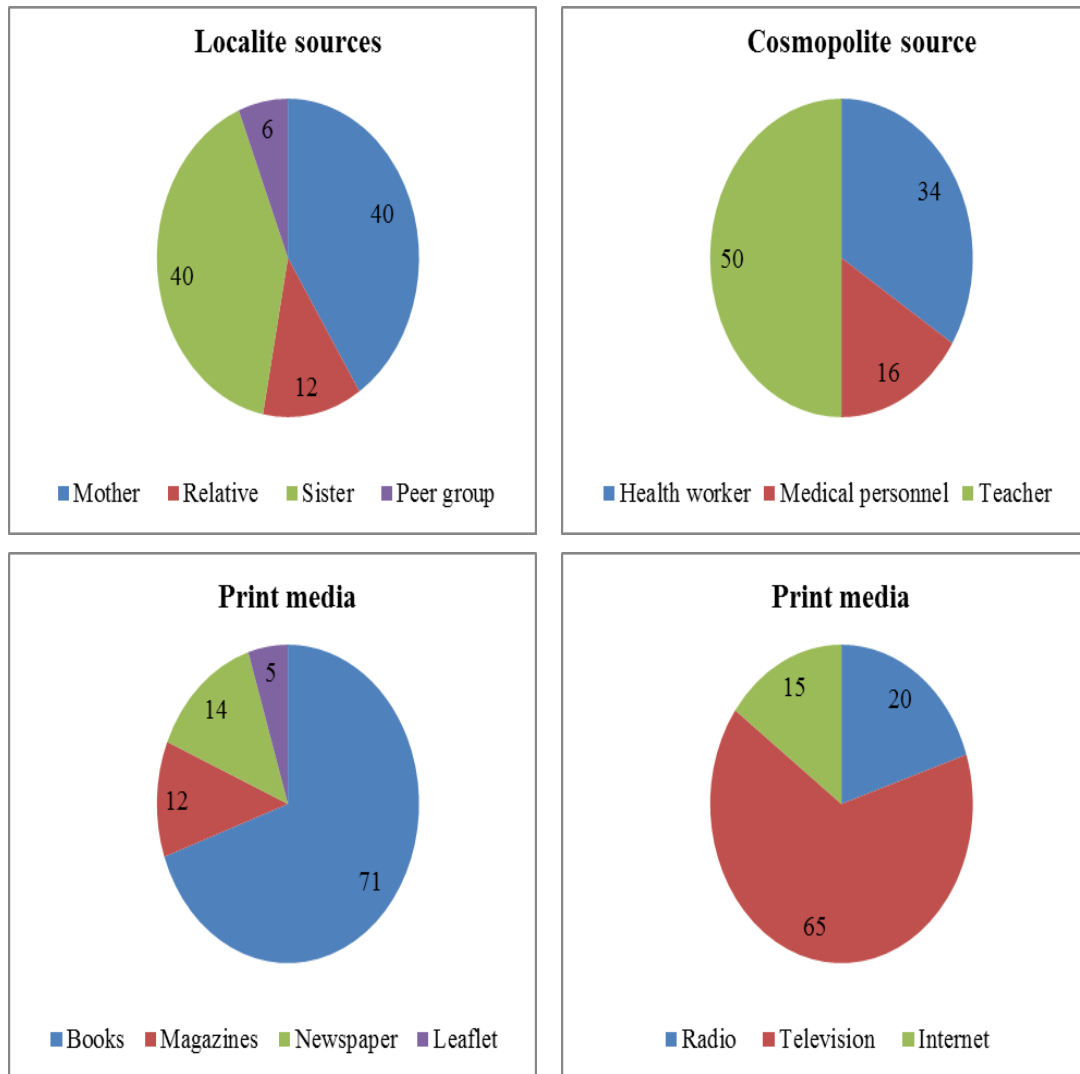 Localite sources
6
40
40
12
Mother Relative Sister Peer group
Cosmopolite source
34
50
16
Health worker Medical personnel Teacher
Print media
5
14
12
71
Books Magazines Newspaper Leaflet
Print media
15
20
65
Radio Television Internet